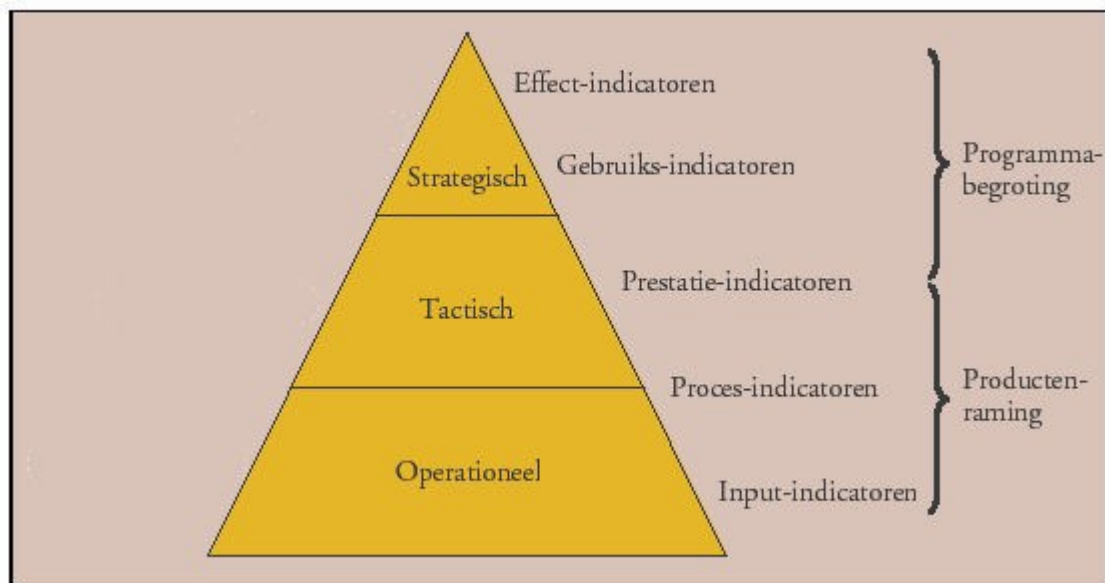 Effect-indicatoren
Gebruiks-indicatoren
Strategisch
Programma-
begroting
Prestatie-indicatoren
Tactisch
Proces-indicatoren
Producten-
raming
Operationeel
Input-indicatoren